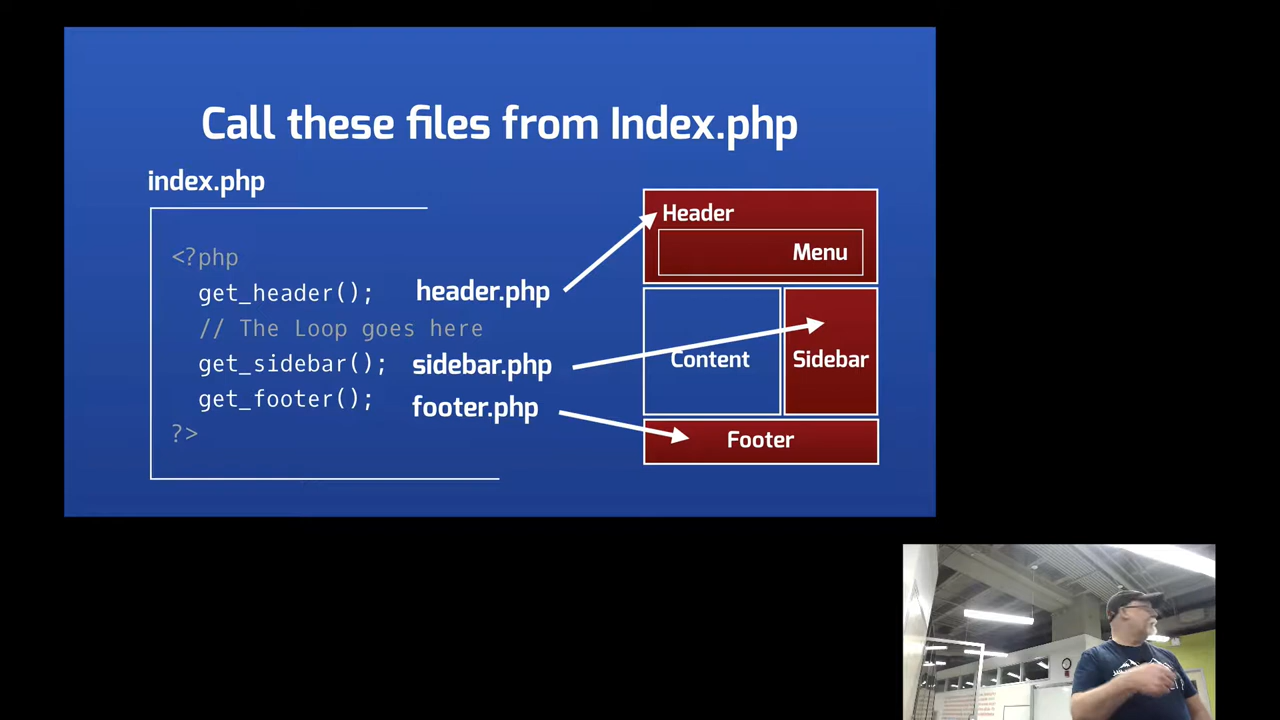 Call these files from Index.php
index.php
<?php
get_header();
header.php
// The Loop goes here
get_sidebar();
sidebar.php
get_footer();
footer.php
?>
Header
Menu
Content
Sidebar
Footer